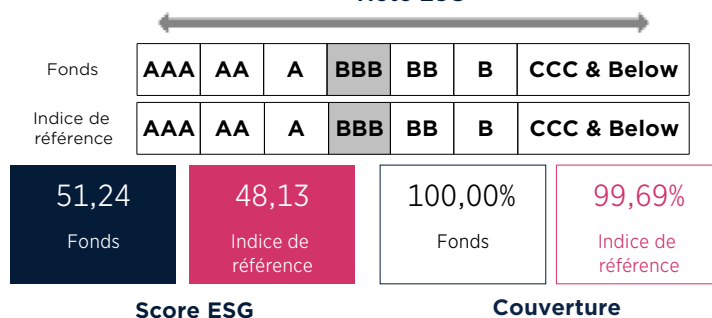 Fonds AAA AA A BBB BB B CCC & Below
Indice de
référence AAA AA A BBB BB B CCC & Below
51,24 48,13 100,00% 99,69%
Fonds Indice de Fonds Indice de
référence référence
Score ESG Couverture